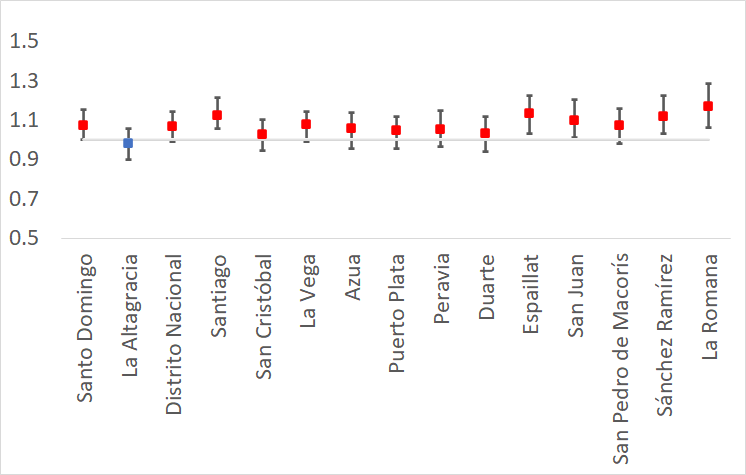 1.5
1.3
1.1
0.9
0.7
0.5
Santo Domingo
La Altagracia
Distrito Nacional
Santiago
San Cristóbal
La Vega
Azua
Puerto Plata
Peravia
Duarte
Espaillat
San Juan
San Pedro de Macorís
Sánchez Ramírez
La Romana